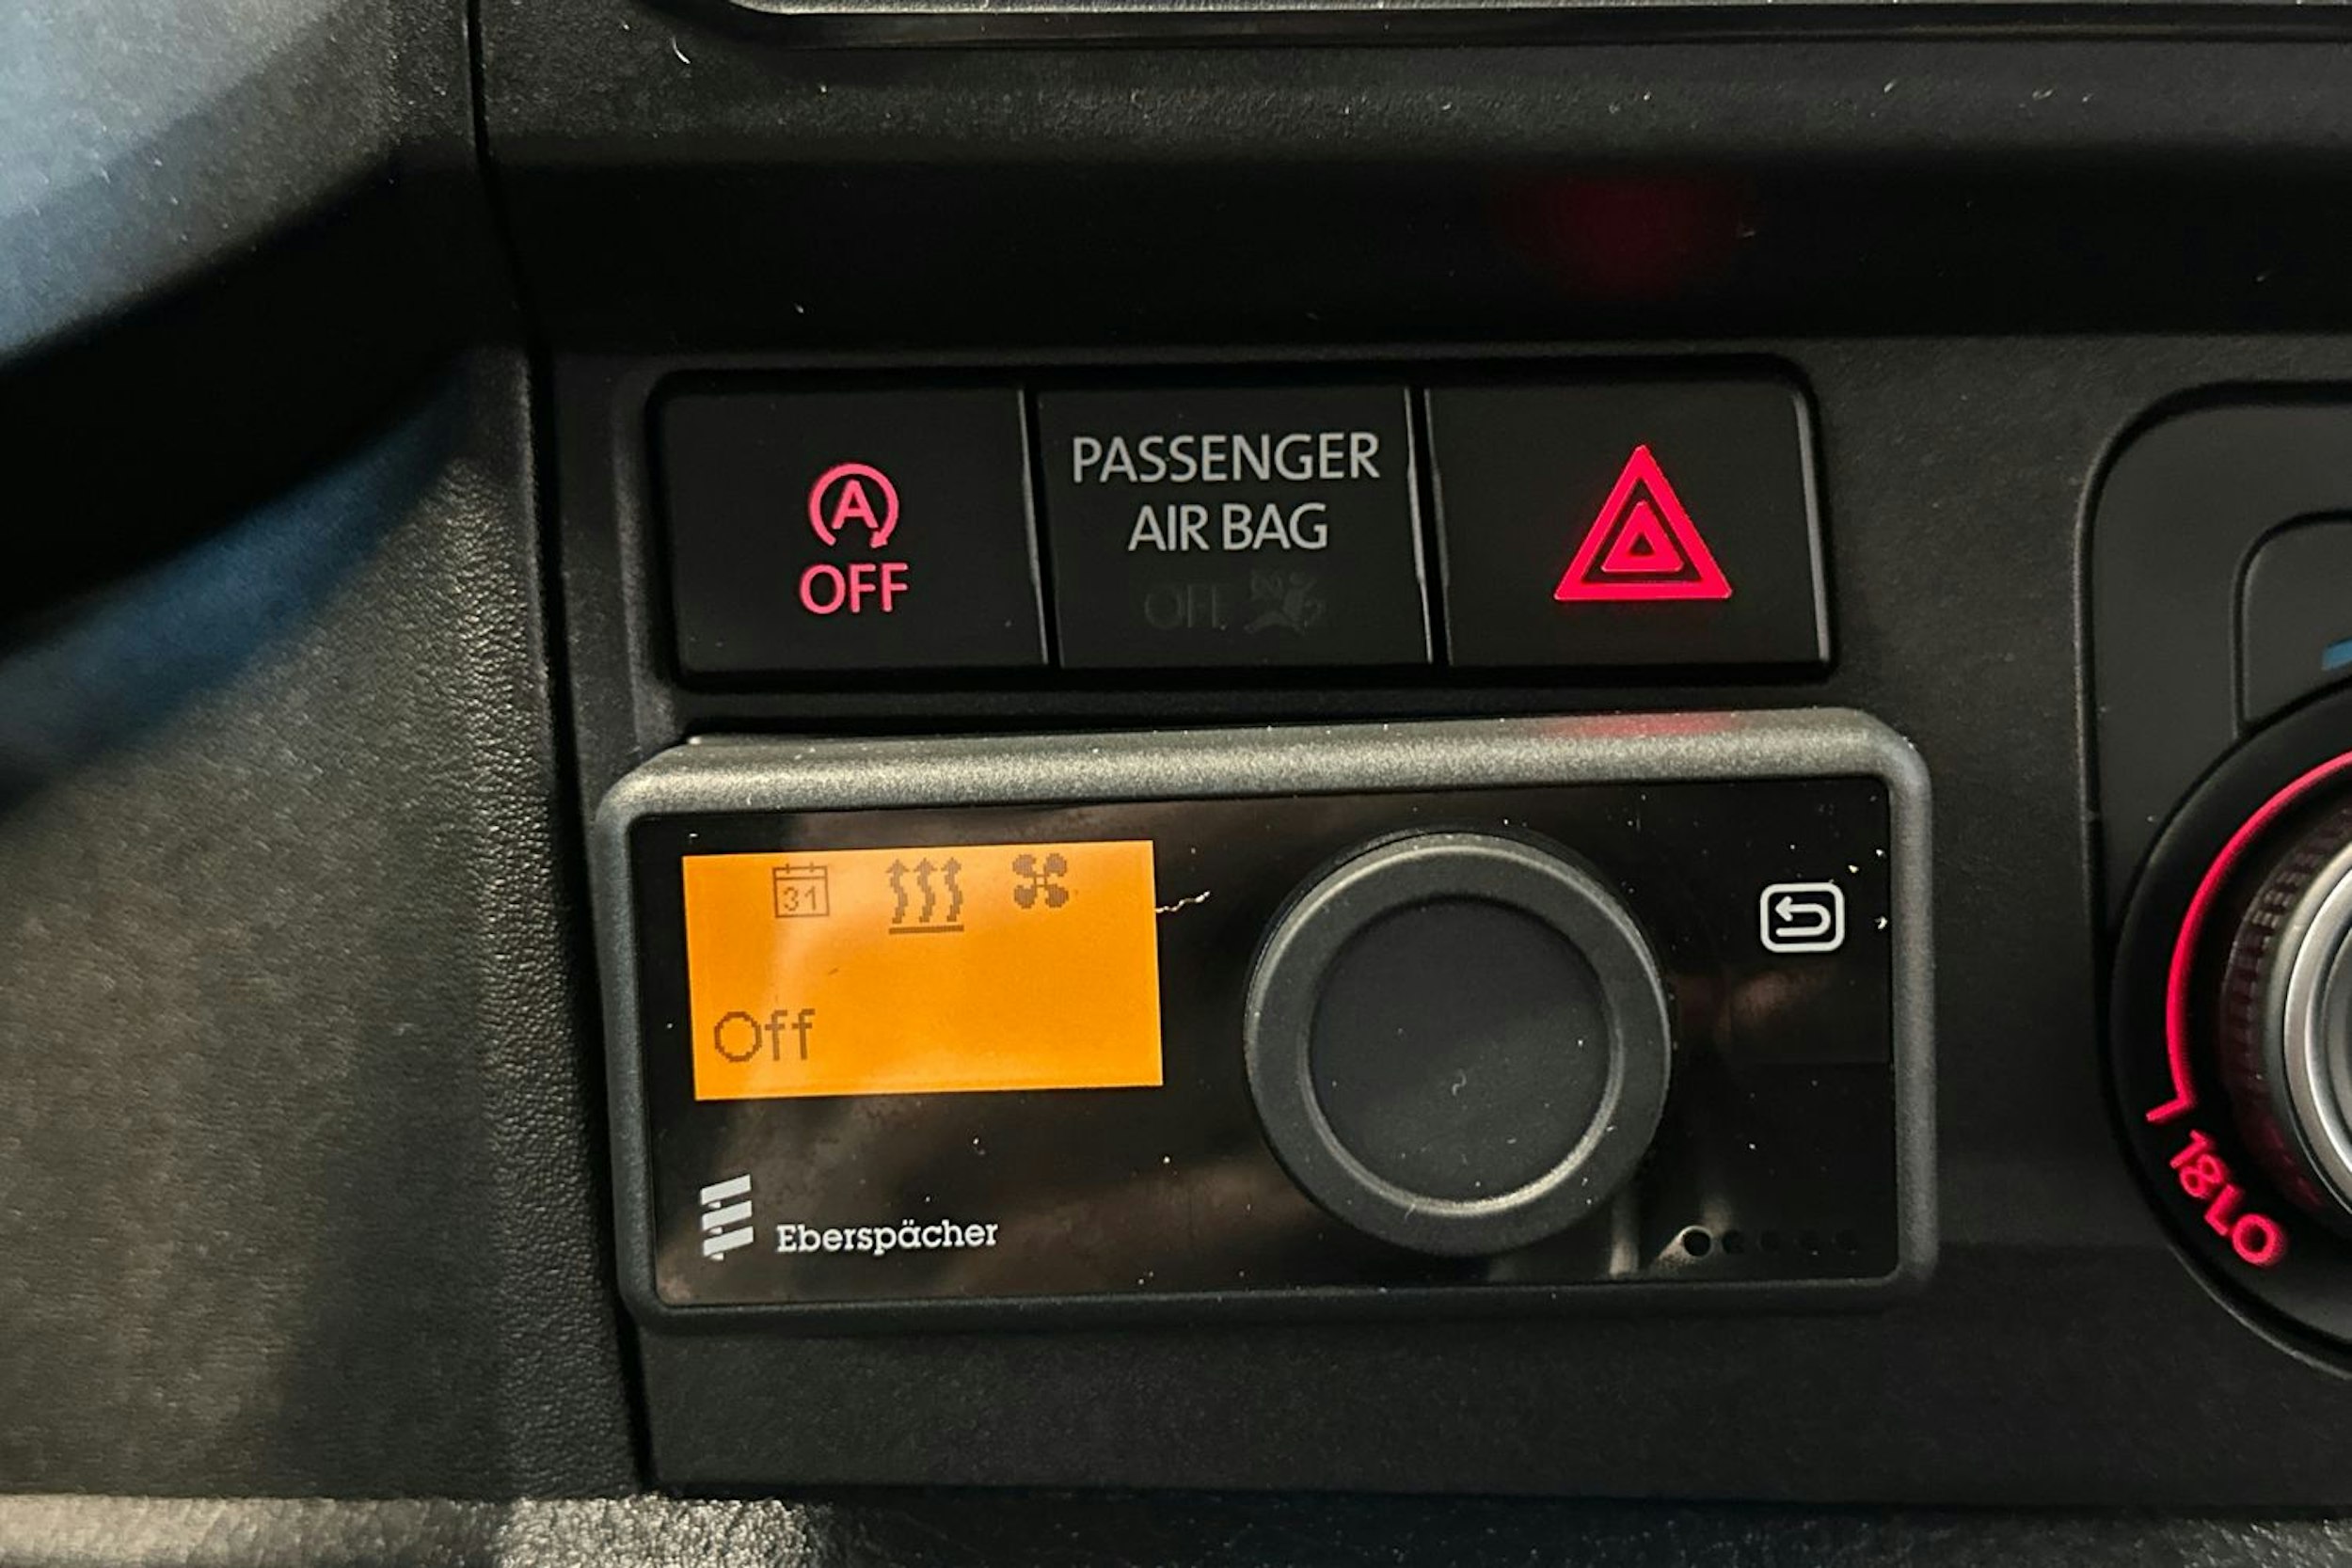 A
OFF
PASSENGER
AIR BAG
OFF
31
Off
Eberspächer
18 LO